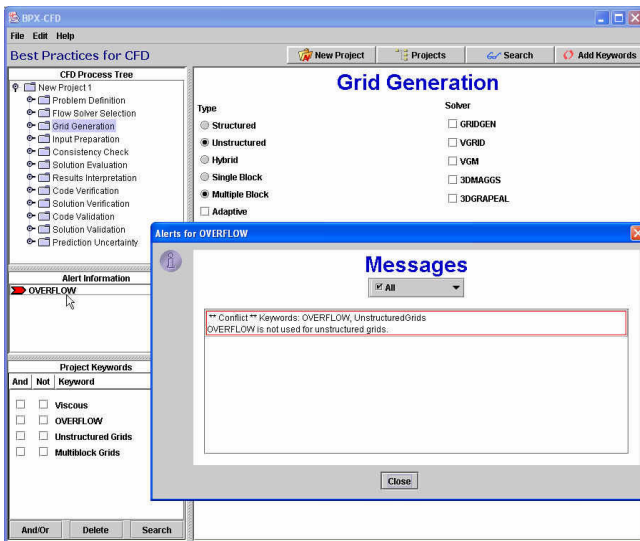 BPX-CFD
File Edit Help
Best Practices for CFD
New Project
Projects
Search
Add Keywords
CFD Process Tree
New Project 1
Problem Definition
Flow Solver Selection
Grid Generation
Input Preparation
Consistency Check
Solution Evaluation
Results Interpretation
Code Verification
Solution Verification
Code Validation
Solution Validation
Prediction Uncertainty
Grid Generation
Type
Solver
Structured
GRIDGEN
Unstructured
VGRID
Hybrid
VGM
Single Block
3DMAGGS
Multiple Block
3DGRAPEAL
Adaptive
Alert Information
OVERFLOW
Alerts for OVERFLOW
Messages
All
** Conflict ** Keywords: OVERFLOW, UnstructuredGrids
OVERFLOW is not used for unstructured grids.
Close
Project Keywords
And Not Keyword
Viscous
OVERFLOW
Unstructured Grids
Multiblock Grids
And/Or
Delete
Search